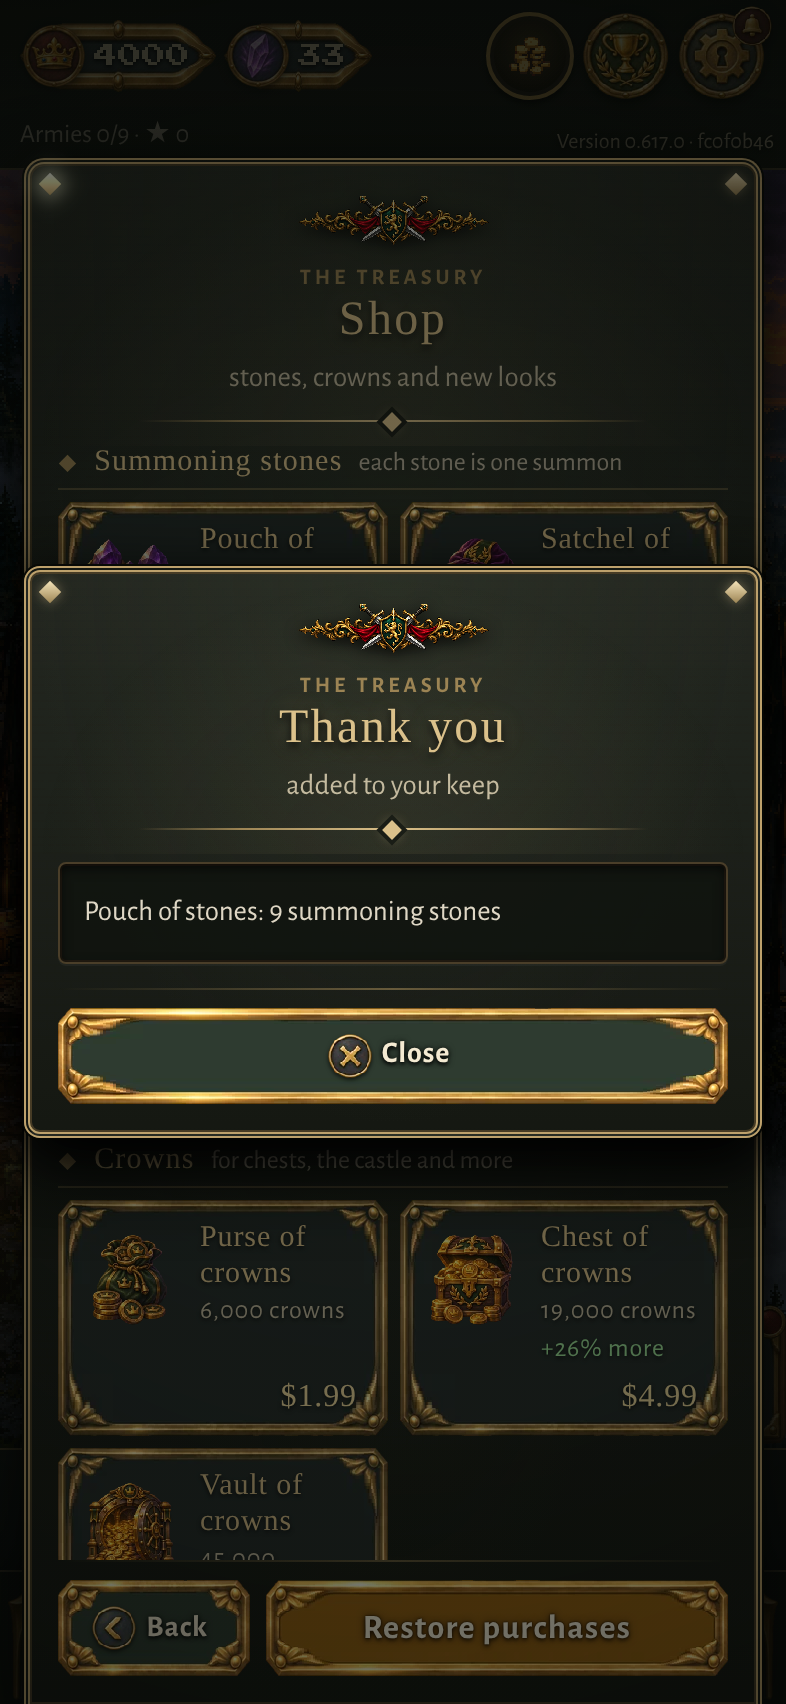 4000
33
Armies 0/9 · ★ 0
Version 0.617.0 · fc0f0b46
THE TREASURY
Shop
stones, crowns and new looks
Summoning stones each stone is one summon
Pouch of
Satchel of
THE TREASURY
Thank you
added to your keep
Pouch of stones: 9 summoning stones
Close
Crowns for chests, the castle and more
Purse of
crowns
6,000 crowns
$1.99
Chest of
crowns
19,000 crowns
+26% more
$4.99
Vault of
crowns
45,000
Back
Restore purchases